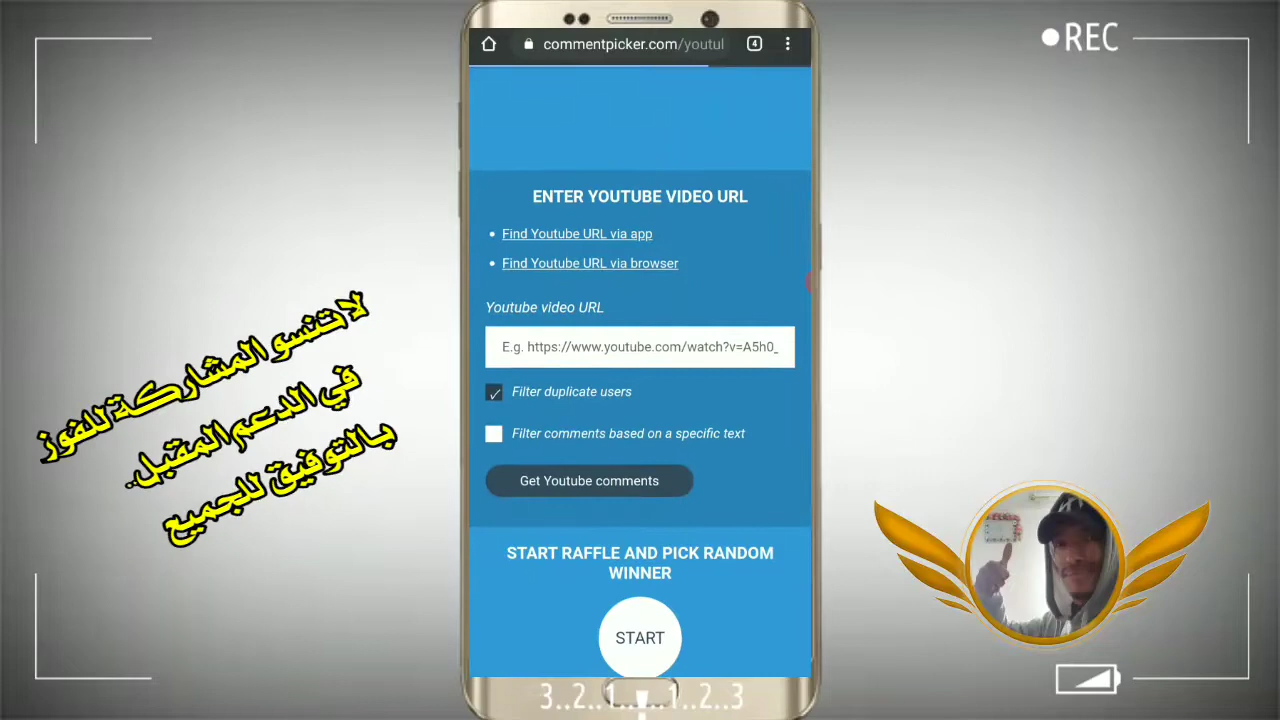 REC
commentpicker.com/youtul
4
ENTER YOUTUBE VIDEO URL
Find Youtube URL via app
Find Youtube URL via browser
Youtube video URL
E.g. https://www.youtube.com/watch?v=A5h0_
Filter duplicate users
Filter comments based on a specific text
Get Youtube comments
START RAFFLE AND PICK RANDOM
WINNER
START
لا تنسو المشاركة للفوز
في الدعم المقبل..
بالتوفيق للجميع
3..2..1.. ..1..2..3